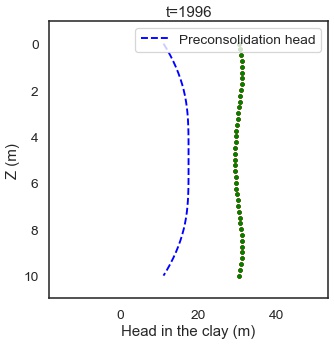 t=1996
Preconsolidation head
0
2
4
6
8
10
Z (m)
0 20 40
Head in the clay (m)